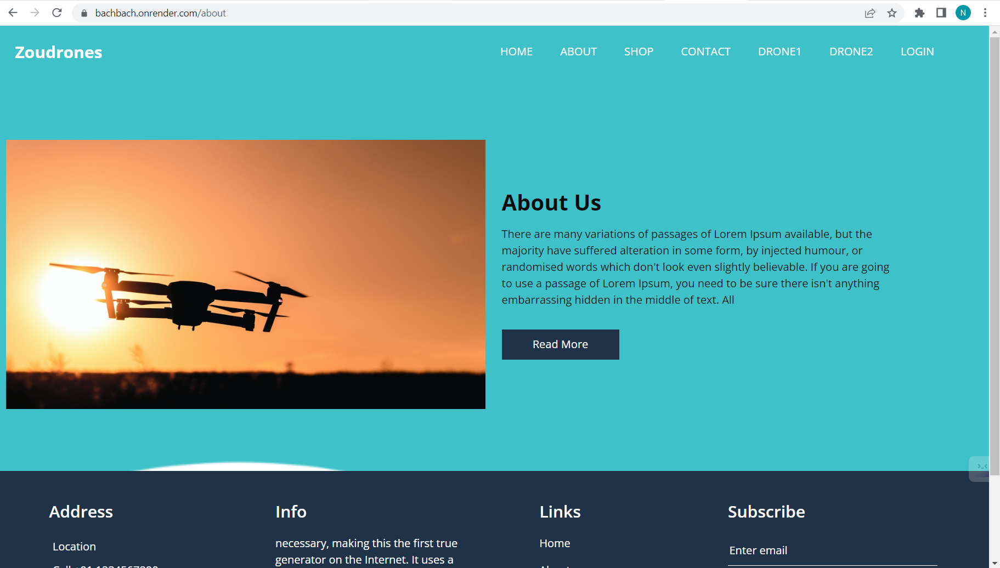 bachbach.onrender.com/about
N
Zoudrones
HOME ABOUT SHOP CONTACT DRONE1 DRONE2 LOGIN
About Us
There are many variations of passages of Lorem Ipsum available, but the
majority have suffered alteration in some form, by injected humour, or
randomised words which don't look even slightly believable. If you are going
to use a passage of Lorem Ipsum, you need to be sure there isn't anything
embarrassing hidden in the middle of text. All
Read More
Address
Location
Call +01 1234567890
Info
necessary, making this the first true
generator on the Internet. It uses a
Links
Home
About
Subscribe
Enter email